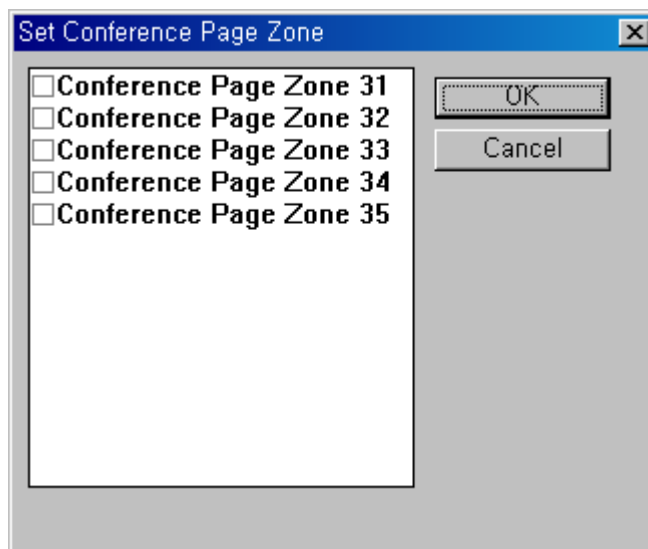 Set Conference Page Zone
Conference Page Zone 31
Conference Page Zone 32
Conference Page Zone 33
Conference Page Zone 34
Conference Page Zone 35
OK
Cancel